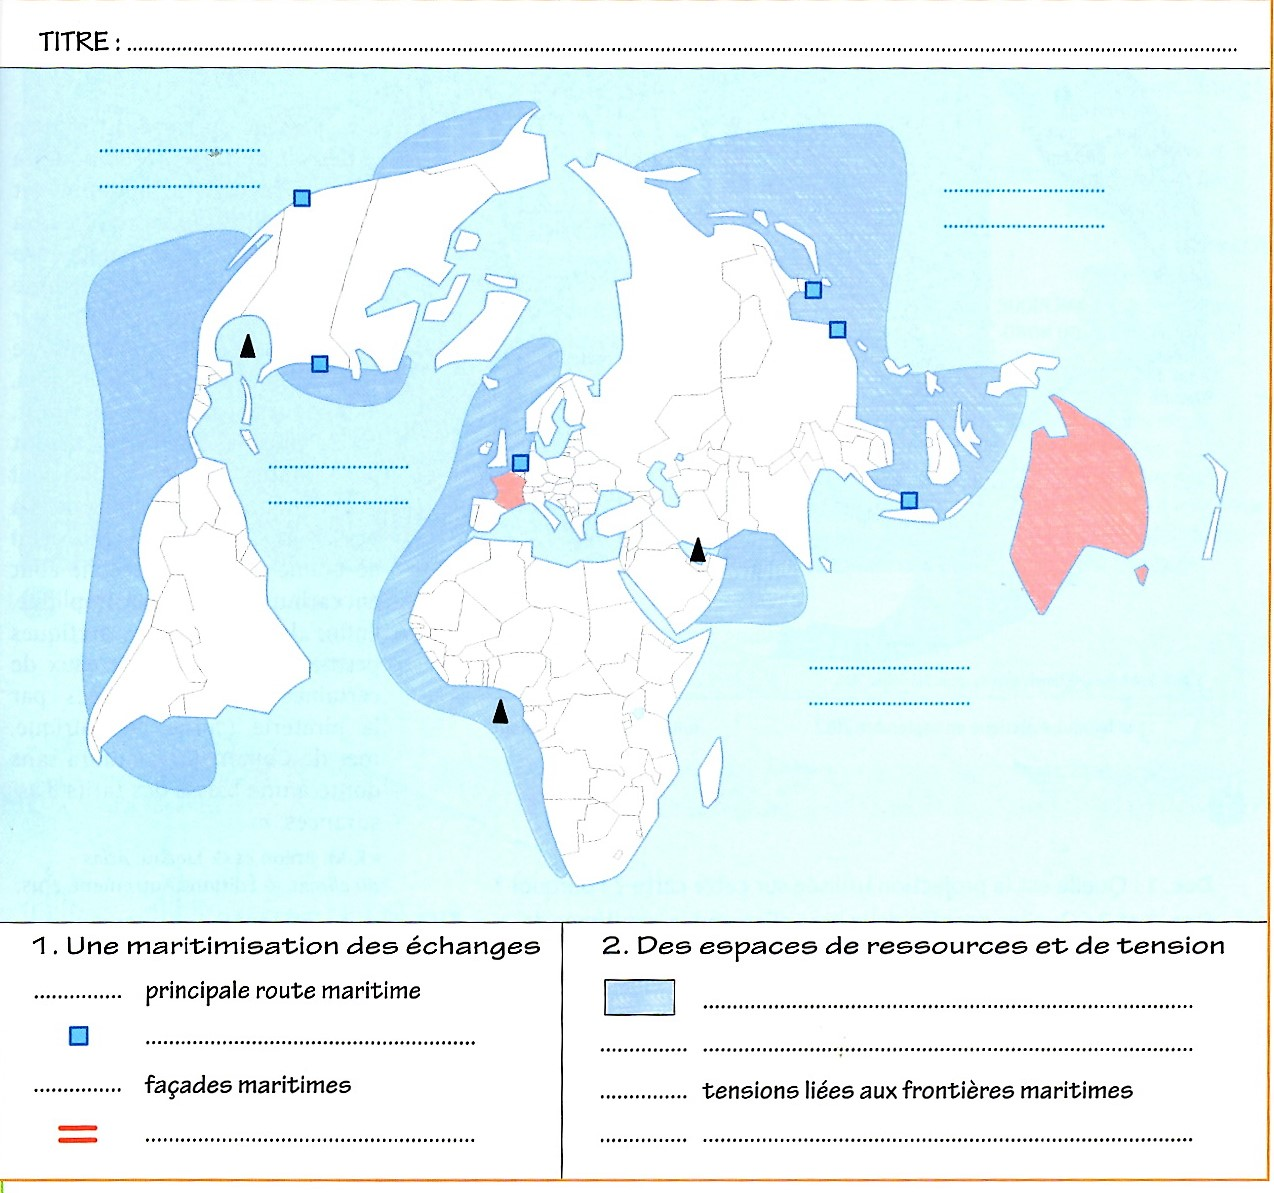 TITRE :
1. Une maritimisation des échanges
principale route maritime
façades maritimes
2. Des espaces de ressources et de tension
tensions liées aux frontières maritimes